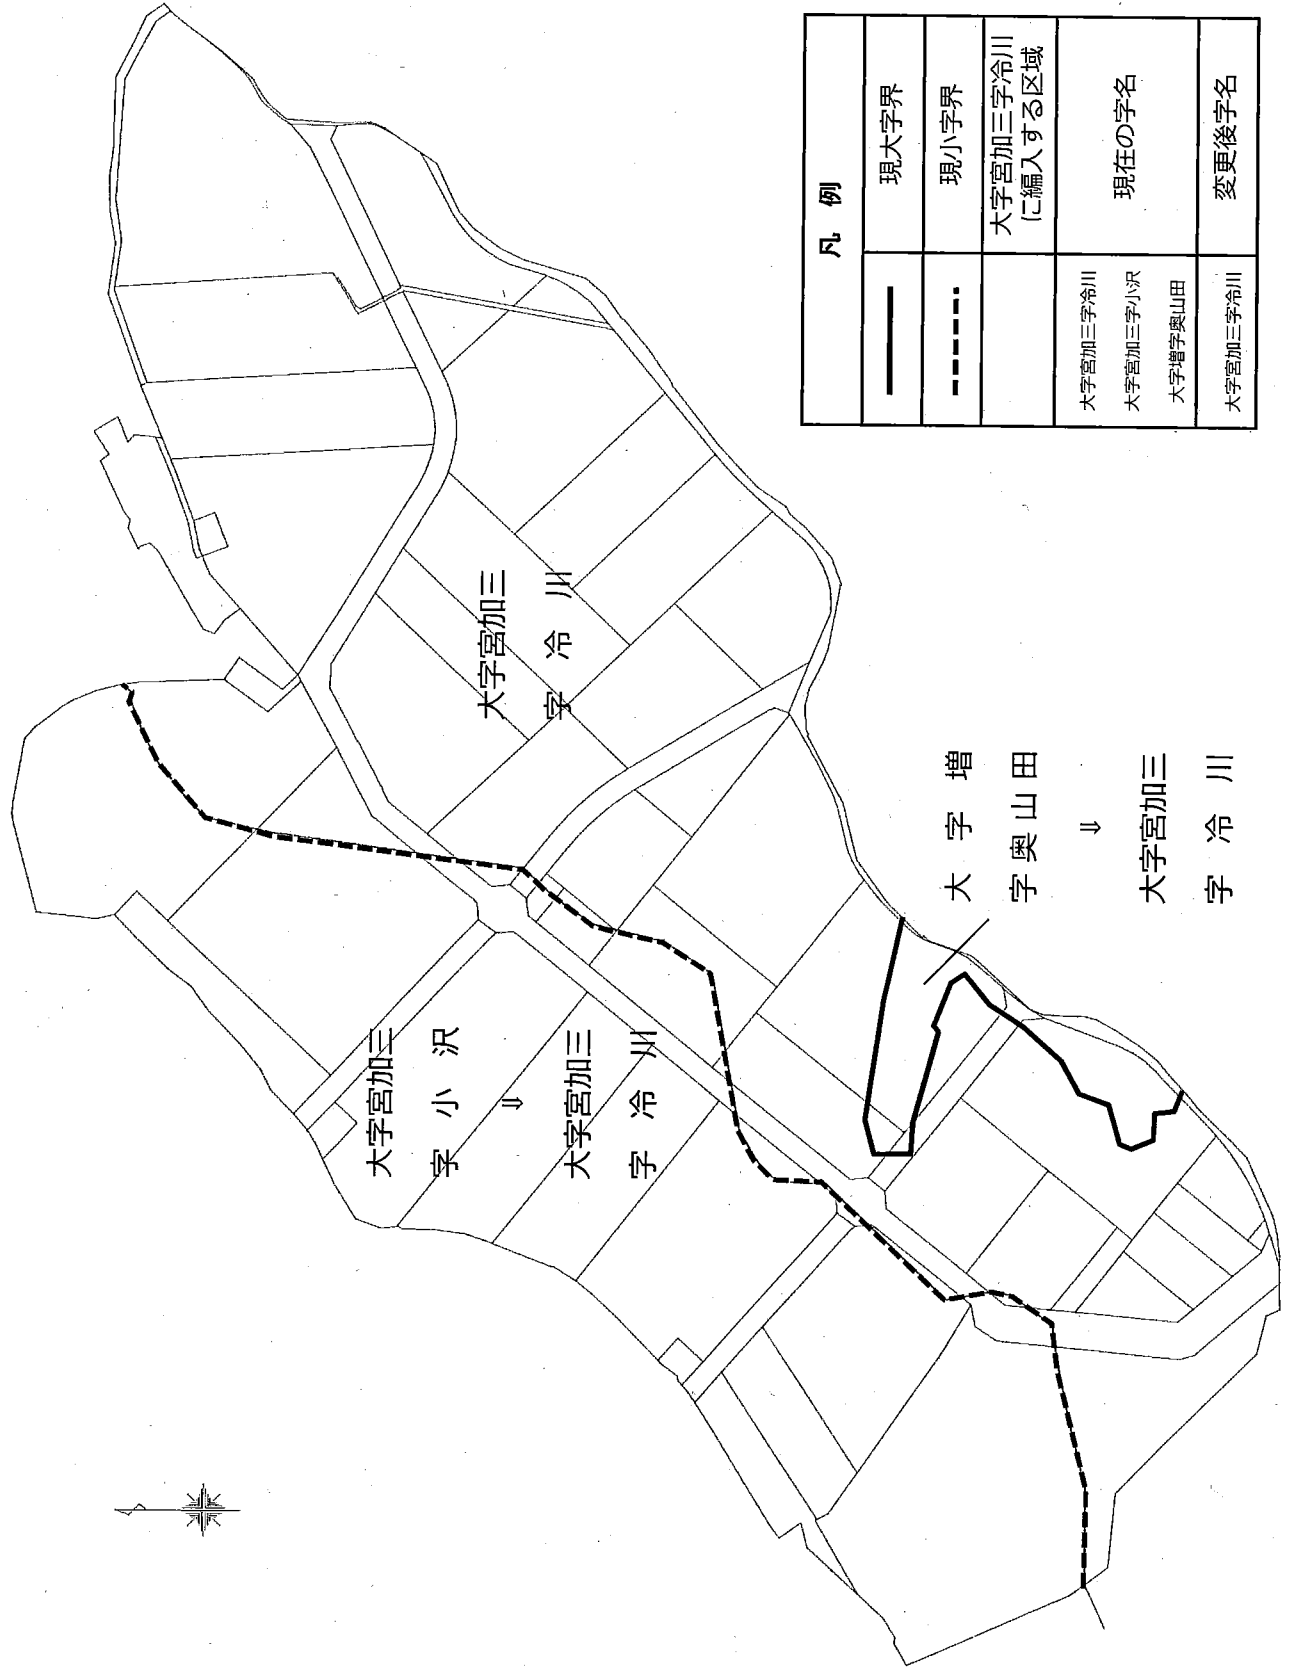 凡例
現大字界
現小字界
大字宮加三字冷川
に編入する区域
大字宮加三字冷川
大字宮加三字小沢
大字増字奥山田
現在の字名
大字宮加三字冷川
変更後字名
大字宮加三
字冷川
大字宮加三
字小沢
⇒
大字宮加三
字冷川
大字増
字奥山田
⇒
大字宮加三
字冷川